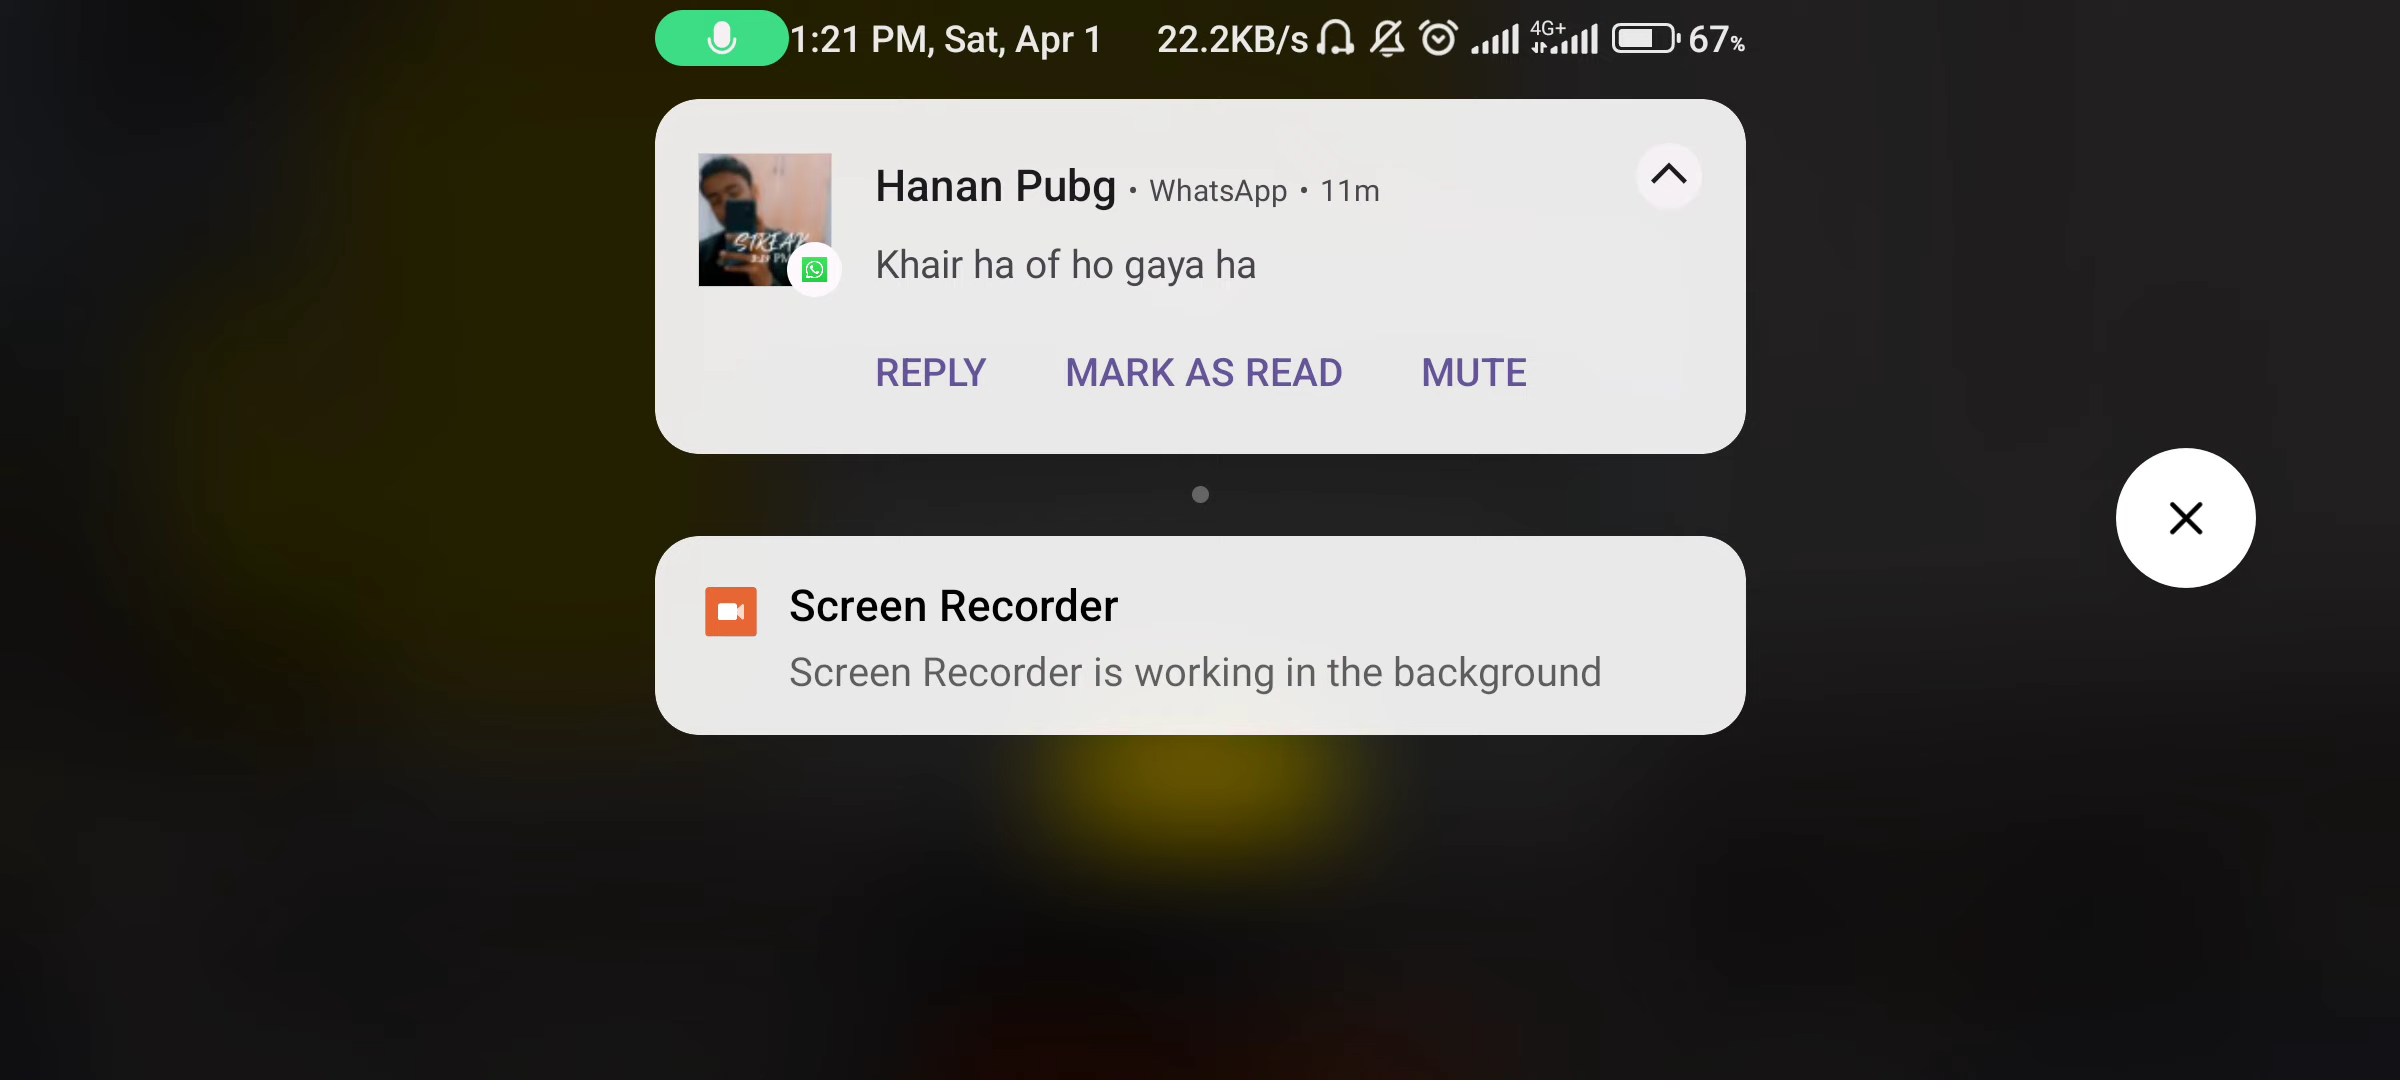 1:21 PM, Sat, Apr 1 22.2KB/s 4G+ 67%
Hanan Pubg • WhatsApp • 11m
STREAK
Khair ha of ho gaya ha
REPLY MARK AS READ MUTE
Screen Recorder
Screen Recorder is working in the background